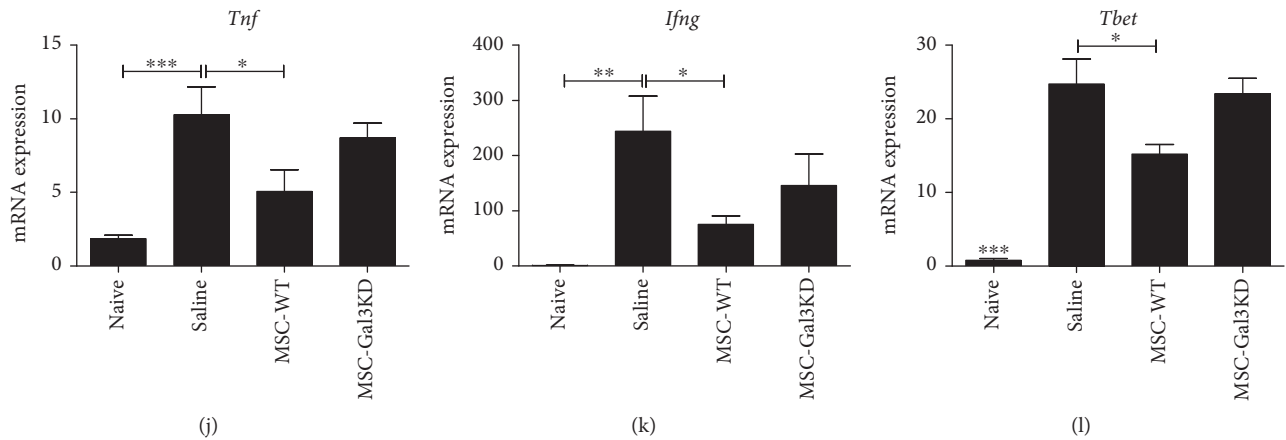 Tnf
15
10
5
0
mRNA expression
***
*
Naive
Saline
MSC-WT
MSC-Gal3KD
(j)
Ifng
400
300
200
100
0
mRNA expression
**
*
Naive
Saline
MSC-WT
MSC-Gal3KD
(k)
Tbet
30
20
10
0
mRNA expression
*
***
Naive
Saline
MSC-WT
MSC-Gal3KD
(l)